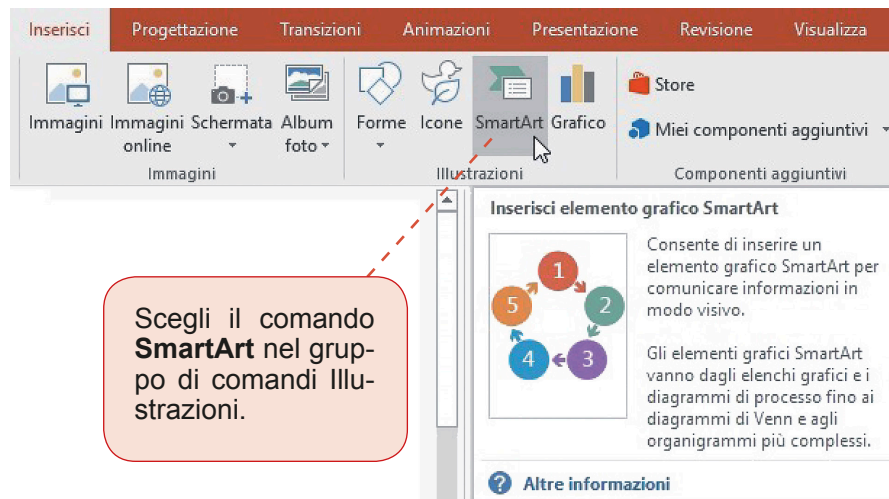 Inserisci Progettazione Transizioni Animazioni Presentazione Revisione Visualizza
Immagini Immagini online Schermata Album foto Forme Icone SmartArt Grafico
Store
Miei componenti aggiuntivi
Immagini Illustrazioni Componenti aggiuntivi
Inserisci elemento grafico SmartArt
1
2
3
4
5
Consente di inserire un
elemento grafico SmartArt per
comunicare informazioni in
modo visivo.
Gli elementi grafici SmartArt
vanno dagli elenchi grafici e i
diagrammi di processo fino ai
diagrammi di Venn e agli
organigrammi più complessi.
? Altre informazioni
Scegli il comando
SmartArt nel grup-
po di comandi Illu-
strazioni.